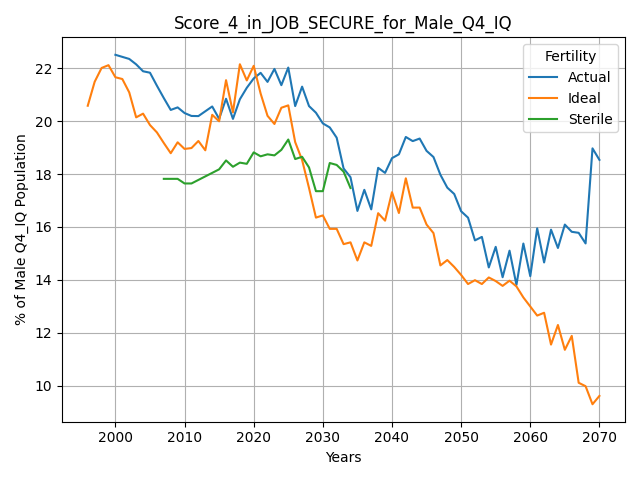 Score_4_in_JOB_SECURE_for_Male_Q4_IQ
% of Male Q4_IQ Population
22
20
18
16
14
12
10
Fertility
Actual
Ideal
Sterile
2000 2010 2020 2030 2040 2050 2060 2070
Years